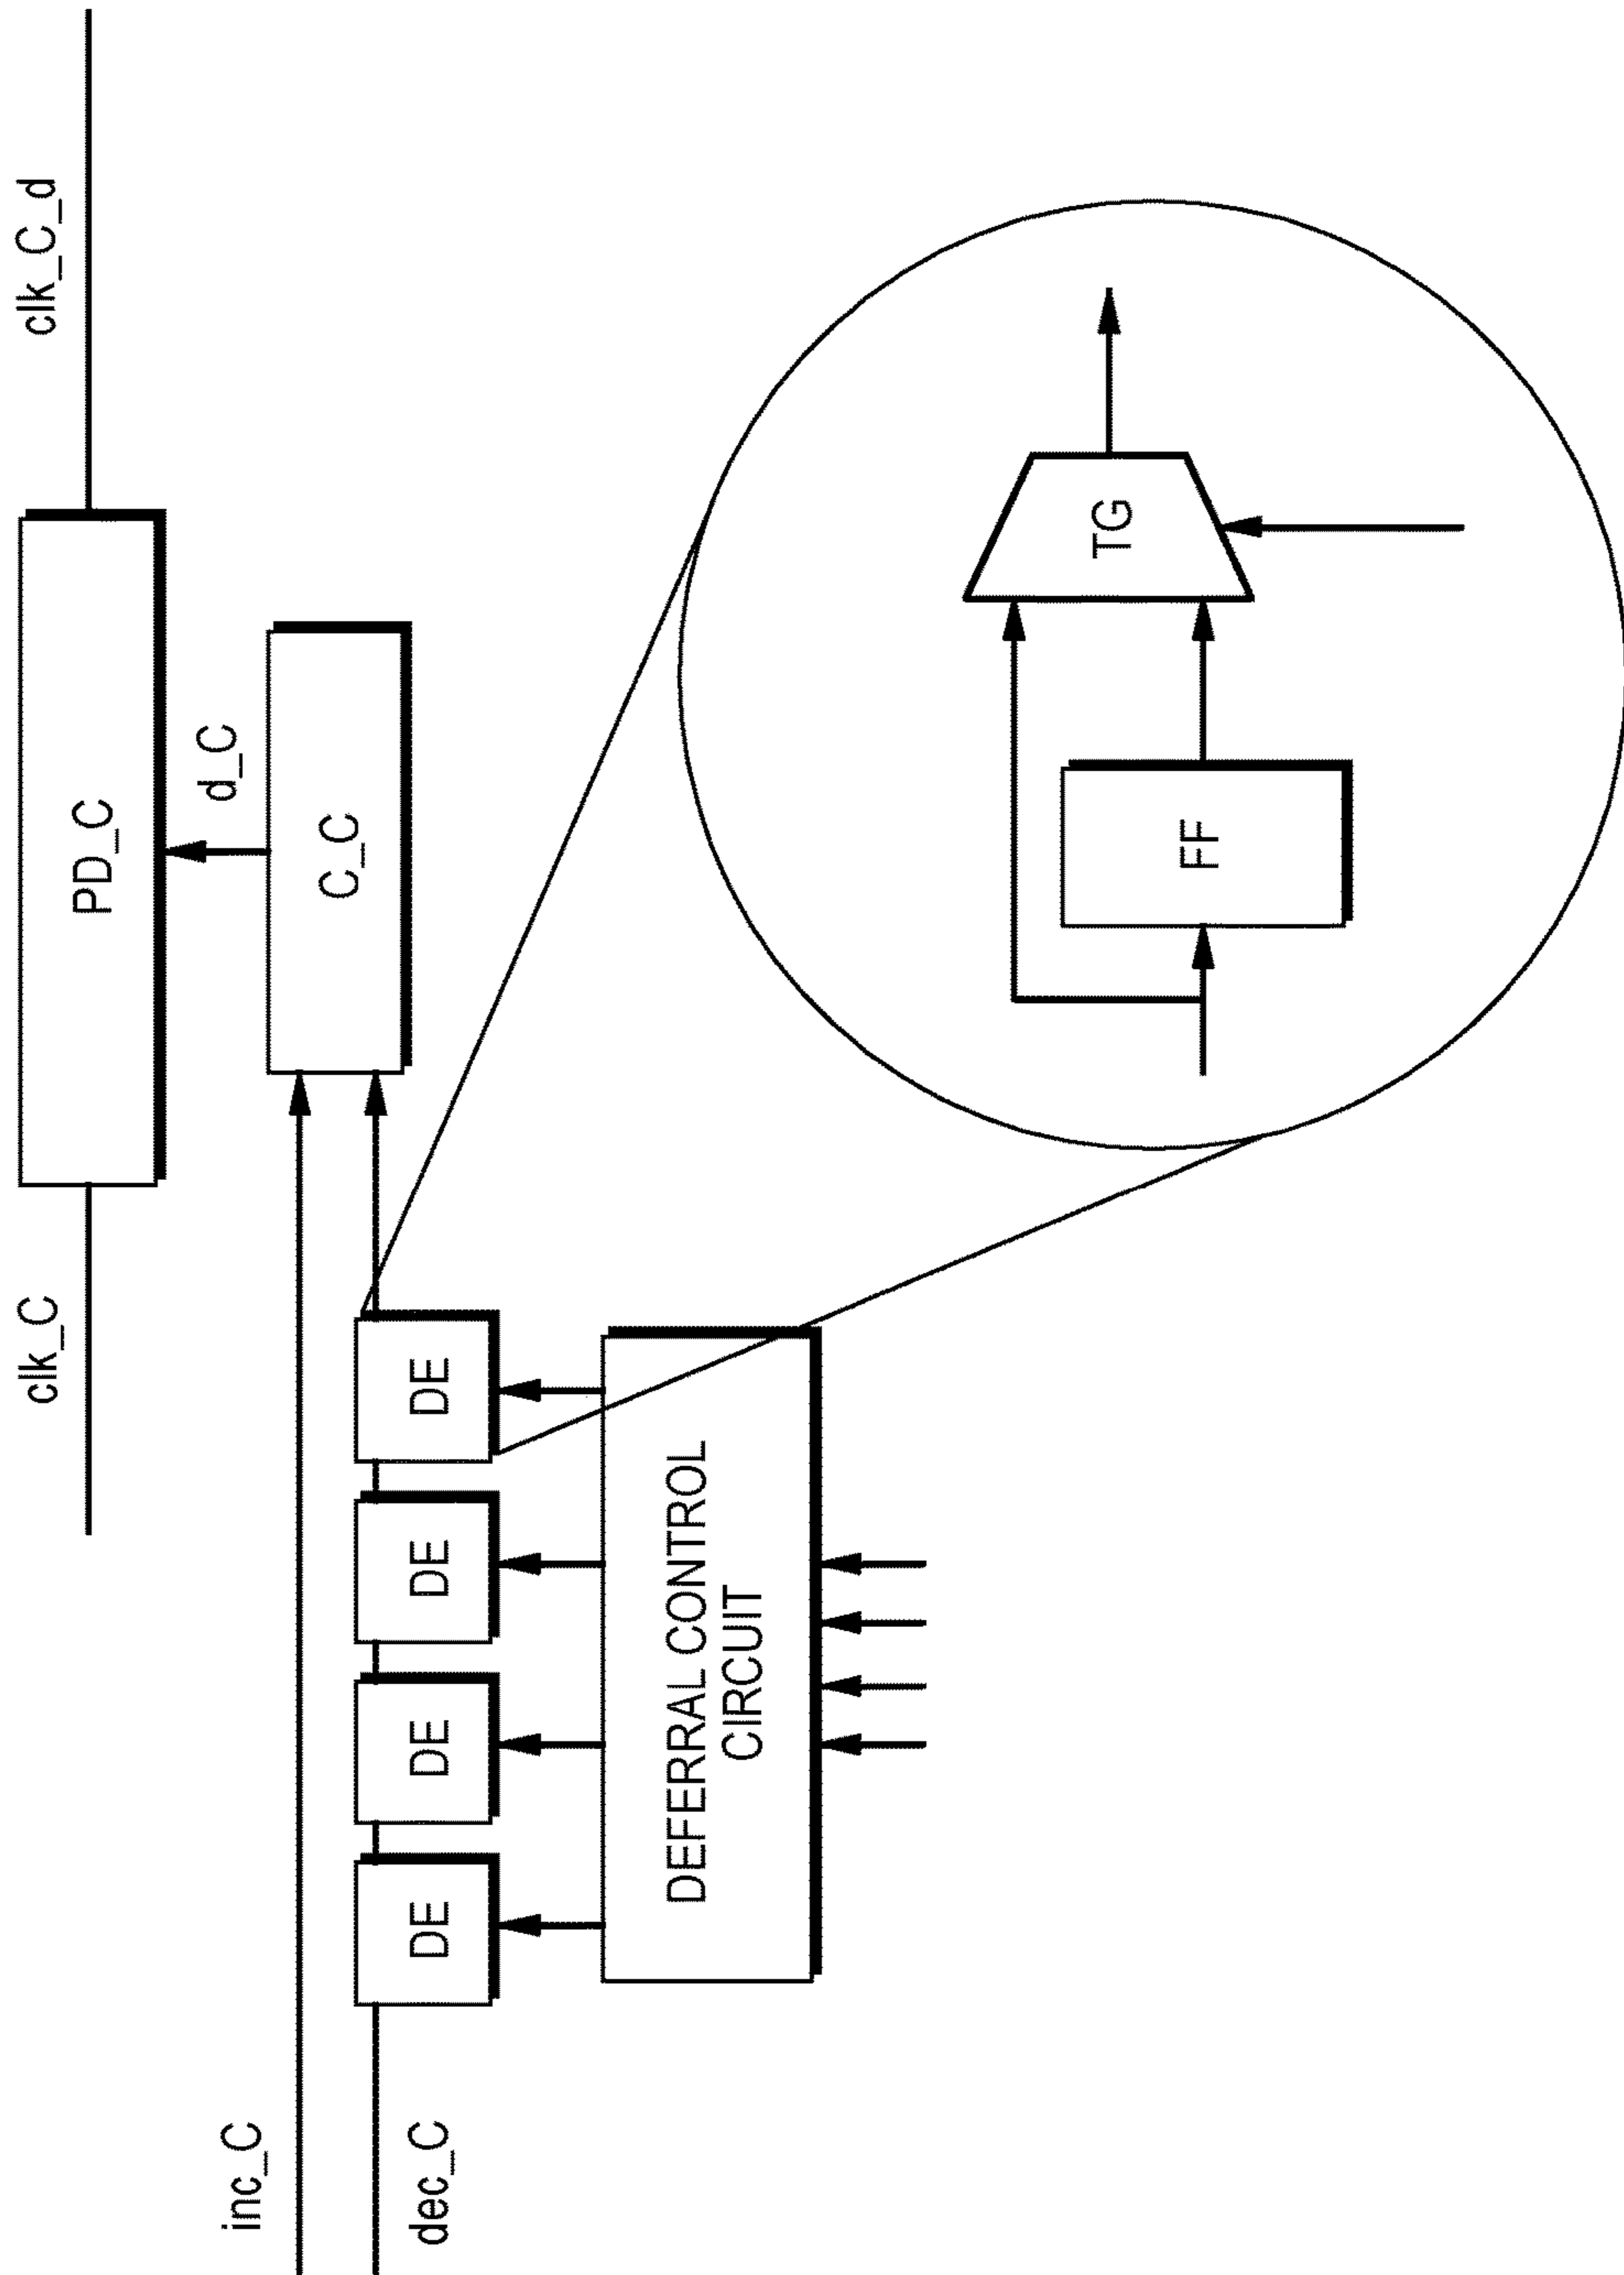 clk_C
clk_C_d
PD_C
d_C
inc_C
C_C
dec_C
DE
DE
DE
DE
DEFERRAL CONTROL
CIRCUIT
FF
TG